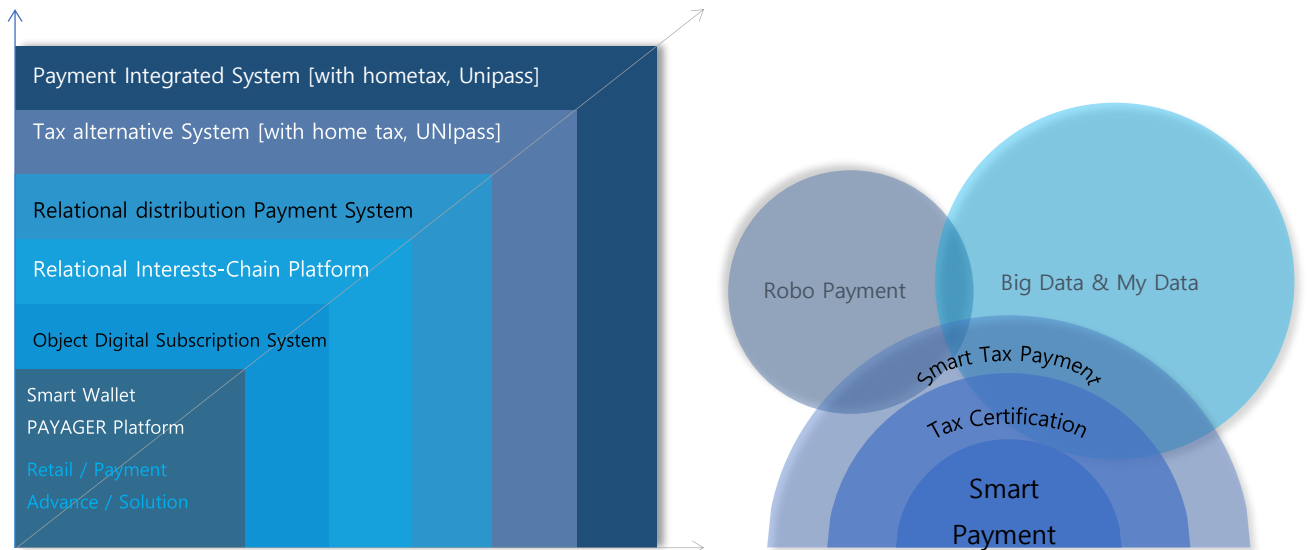 Payment Integrated System [with hometax, Unipass]
Tax alternative System [with home tax, UNIpass]
Relational distribution Payment System
Relational Interests-Chain Platform
Object Digital Subscription System
Smart Wallet
PAYAGER Platform
Retail / Payment
Advance / Solution
Robo Payment
Big Data & My Data
Smart Tax Payment
Tax Certification
Smart
Payment